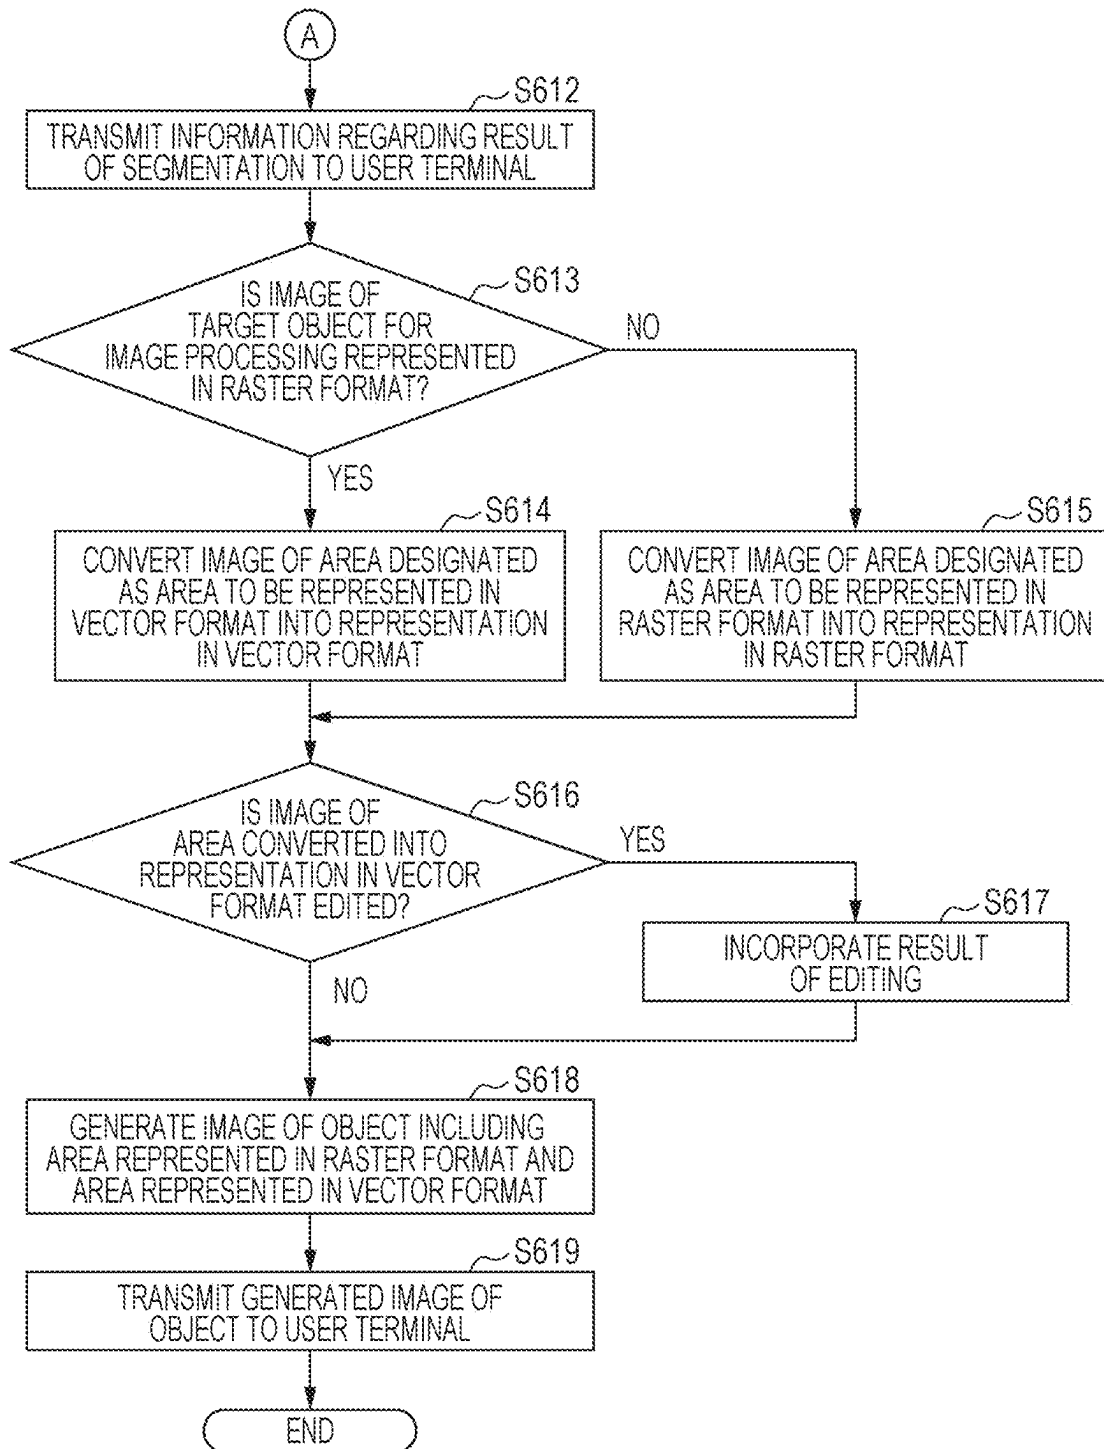 A
S612
TRANSMIT INFORMATION REGARDING RESULT
OF SEGMENTATION TO USER TERMINAL
S613
IS IMAGE OF
TARGET OBJECT FOR
IMAGE PROCESSING REPRESENTED
IN RASTER FORMAT?
NO
YES
S614
CONVERT IMAGE OF AREA DESIGNATED
AS AREA TO BE REPRESENTED IN
VECTOR FORMAT INTO REPRESENTATION
IN VECTOR FORMAT
S615
CONVERT IMAGE OF AREA DESIGNATED
AS AREA TO BE REPRESENTED IN
RASTER FORMAT INTO REPRESENTATION
IN RASTER FORMAT
S616
IS IMAGE OF
AREA CONVERTED INTO
REPRESENTATION IN VECTOR
FORMAT EDITED?
YES
S617
INCORPORATE RESULT
OF EDITING
NO
S618
GENERATE IMAGE OF OBJECT INCLUDING
AREA REPRESENTED IN RASTER FORMAT AND
AREA REPRESENTED IN VECTOR FORMAT
S619
TRANSMIT GENERATED IMAGE OF
OBJECT TO USER TERMINAL
END